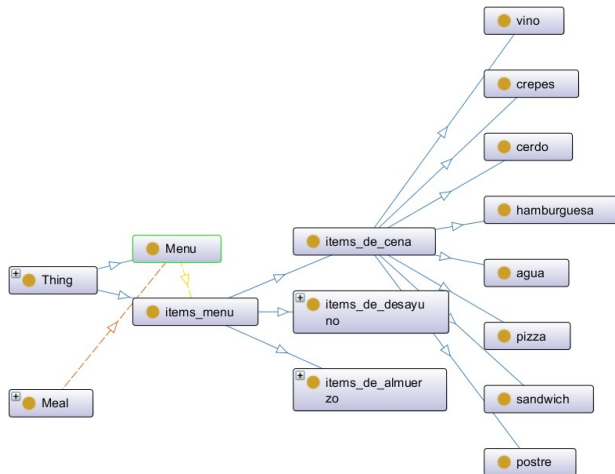 vino
crepes
cerdo
hamburguesa
Menu
items_de_cena
Thing
agua
items_menu
items_de_desayu
no
pizza
Meal
items_de_almuer
zo
sandwich
postre